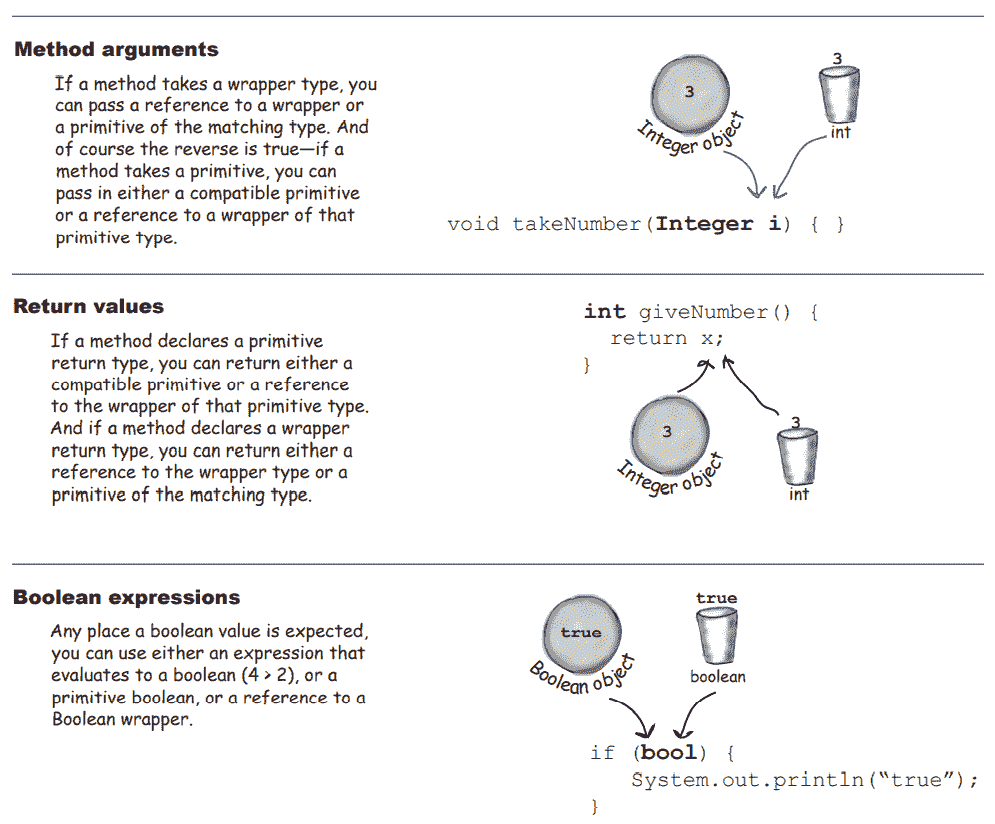 Method arguments
If a method takes a wrapper type, you
can pass a reference to a wrapper or
a primitive of the matching type. And
of course the reverse is true—if a
method takes a primitive, you can
pass in either a compatible primitive
or a reference to a wrapper of that
primitive type.
3
Integer object
3
int
void takeNumber(Integer i) { }
Return values
If a method declares a primitive
return type, you can return either a
compatible primitive or a reference
to the wrapper of that primitive type.
And if a method declares a wrapper
return type, you can return either a
reference to the wrapper type or a
primitive of the matching type.
int giveNumber() {
return x;
}
3
Integer object
3
int
Boolean expressions
Any place a boolean value is expected,
you can use either an expression that
evaluates to a boolean (4 > 2), or a
primitive boolean, or a reference to a
Boolean wrapper.
true
Boolean object
true
boolean
if (bool) {
System.out.println(“true”);
}